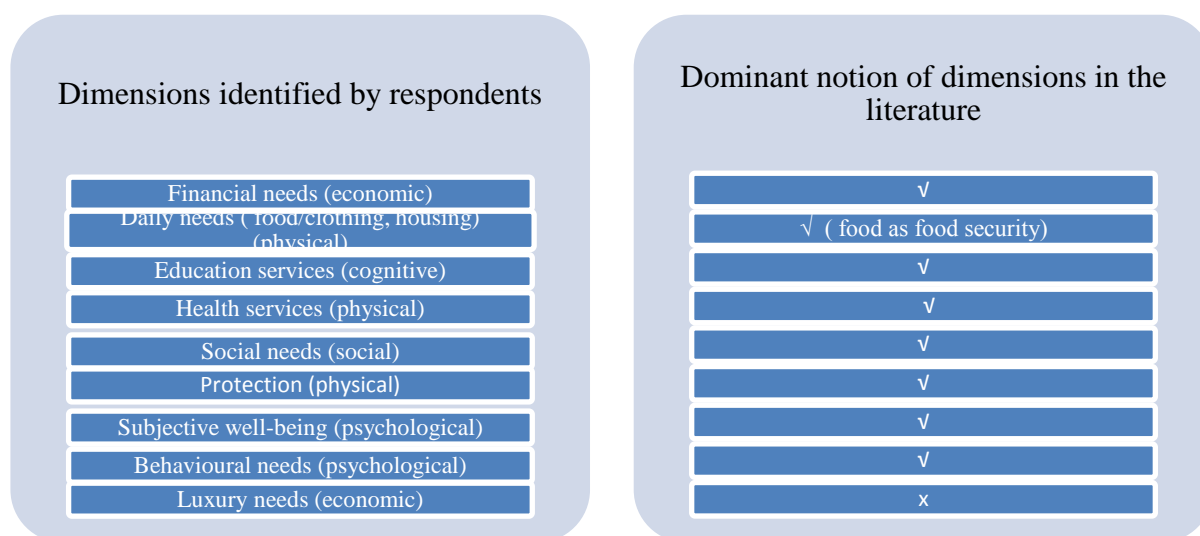 Dimensions identified by respondents
Financial needs (economic)
Daily needs ( food/clothing, housing)
(physical)
Education services (cognitive)
Health services (physical)
Social needs (social)
Protection (physical)
Subjective well-being (psychological)
Behavioural needs (psychological)
Luxury needs (economic)
Dominant notion of dimensions in the
literature
√
√ ( food as food security)
√
√
√
√
√
√
x